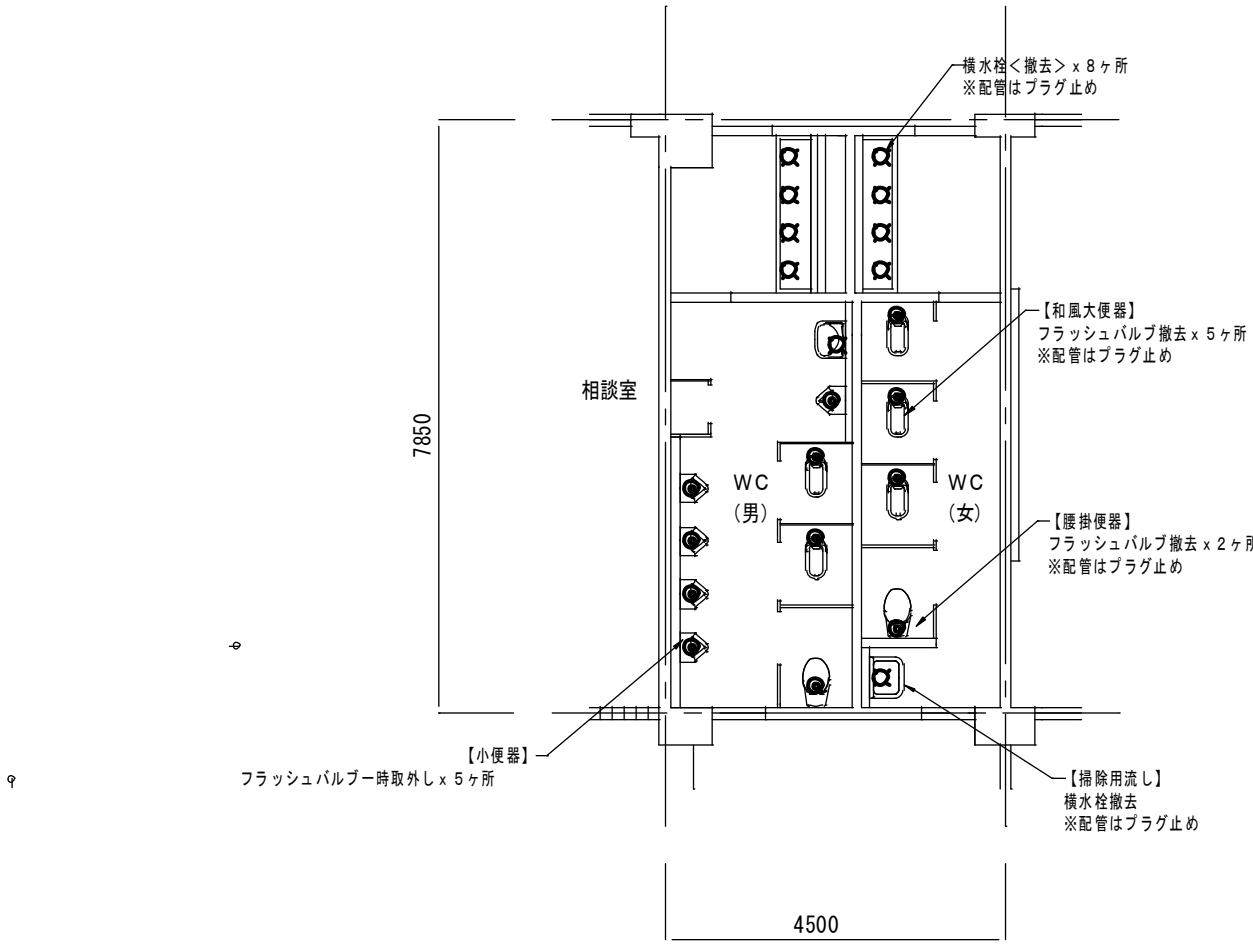 横水栓<撤去>x8ヶ所
※配管はプラグ止め
【和風大便器】
フラッシュバルブ撤去x5ヶ所
※配管はプラグ止め
相談室
7850
WC
(男)
WC
(女)
【腰掛便器】
フラッシュバルブ撤去x2ヶ所
※配管はプラグ止め
【小便器】
フラッシュバルブ一時取外しx5ヶ所
【掃除用流し】
横水栓撤去
※配管はプラグ止め
4500